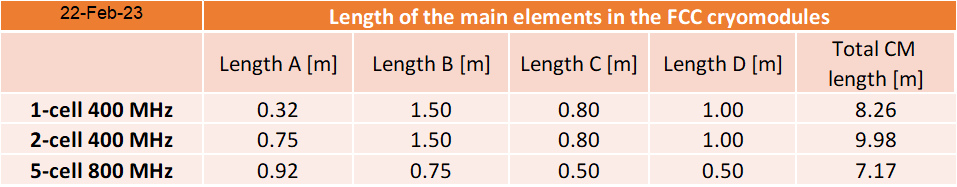 22-Feb-23 Length of the main elements in the FCC cryomodules
Length A [m] Length B [m] Length C [m] Length D [m] Total CM
length [m]
1-cell 400 MHz 0.32 1.50 0.80 1.00 8.26
2-cell 400 MHz 0.75 1.50 0.80 1.00 9.98
5-cell 800 MHz 0.92 0.75 0.50 0.50 7.17